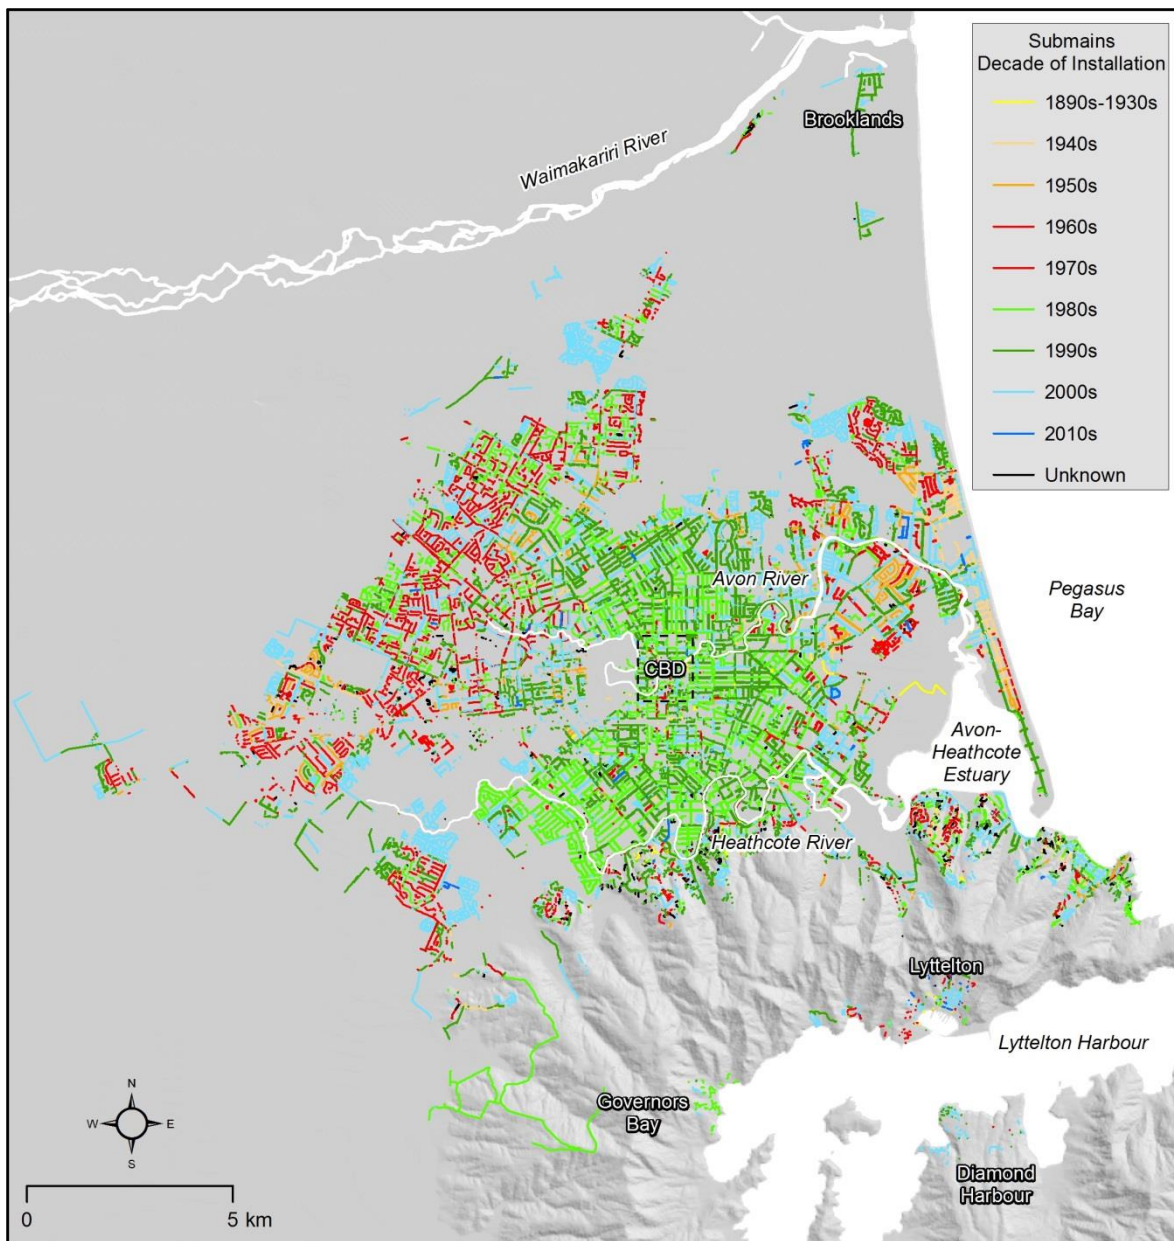 Submains
Decade of Installation
1890s-1930s
1940s
1950s
1960s
1970s
1980s
1990s
2000s
2010s
Unknown
Brooklands
Waimakariri River
Avon River
Pegasus
Bay
CBD
Avon-
Heathcote
Estuary
Heathcote River
Lyttelton
Lyttelton Harbour
Governors
Bay
Diamond
Harbour
N
W E
S
0 5 km